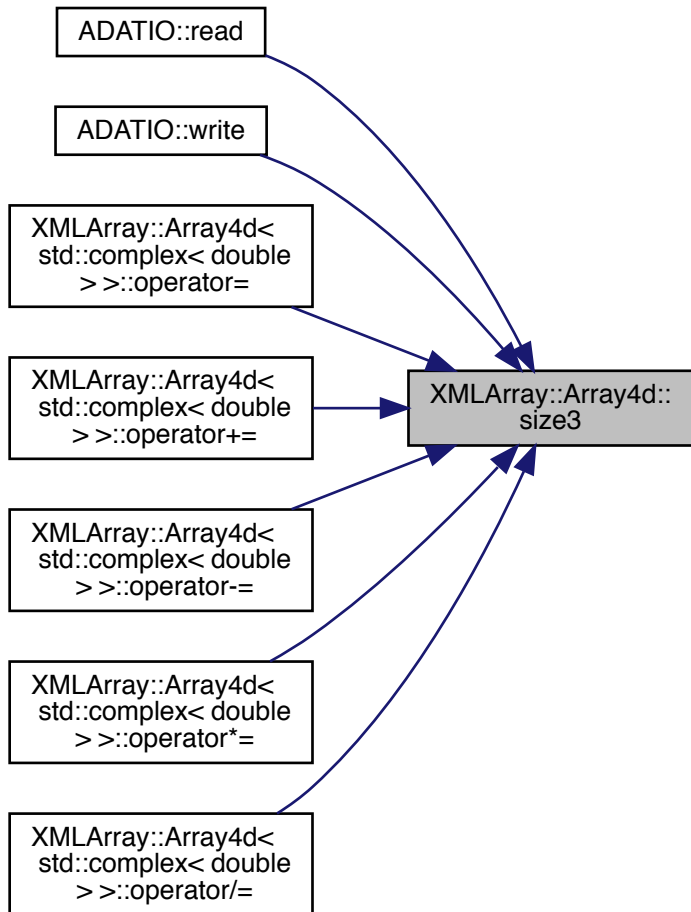 ADATIO::read
ADATIO::write
XMLArray::Array4d<
std::complex< double
> >::operator=
XMLArray::Array4d<
std::complex< double
> >::operator+=
XMLArray::Array4d::
size3
XMLArray::Array4d<
std::complex< double
> >::operator-=
XMLArray::Array4d<
std::complex< double
> >::operator*=
XMLArray::Array4d<
std::complex< double
> >::operator/=